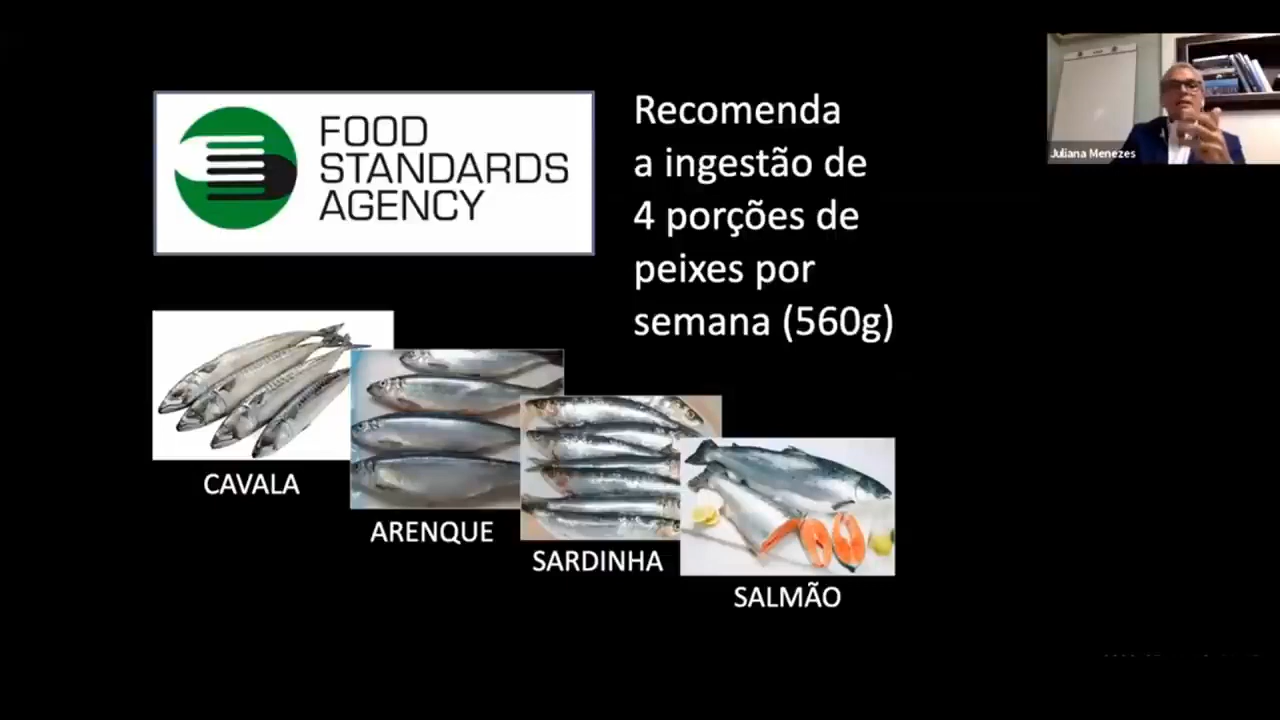 FOOD
STANDARDS
AGENCY
Recomenda
a ingestão de
4 porções de
peixes por
semana (560g)
Juliana Menezes
CAVALA
ARENQUE
SARDINHA
SALMÃO